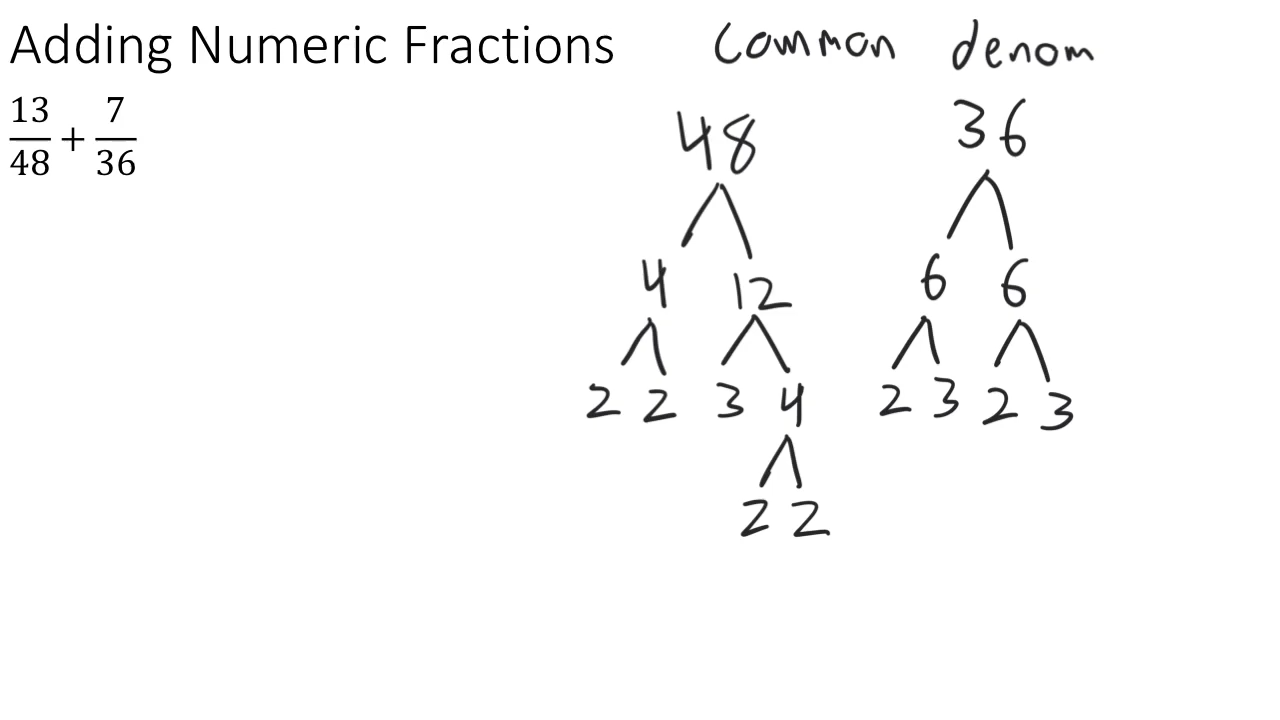 Adding Numeric Fractions common denom
13/48 + 7/36
48 36
4 12 6 6
2 2 3 4 2 3 2 3
2 2